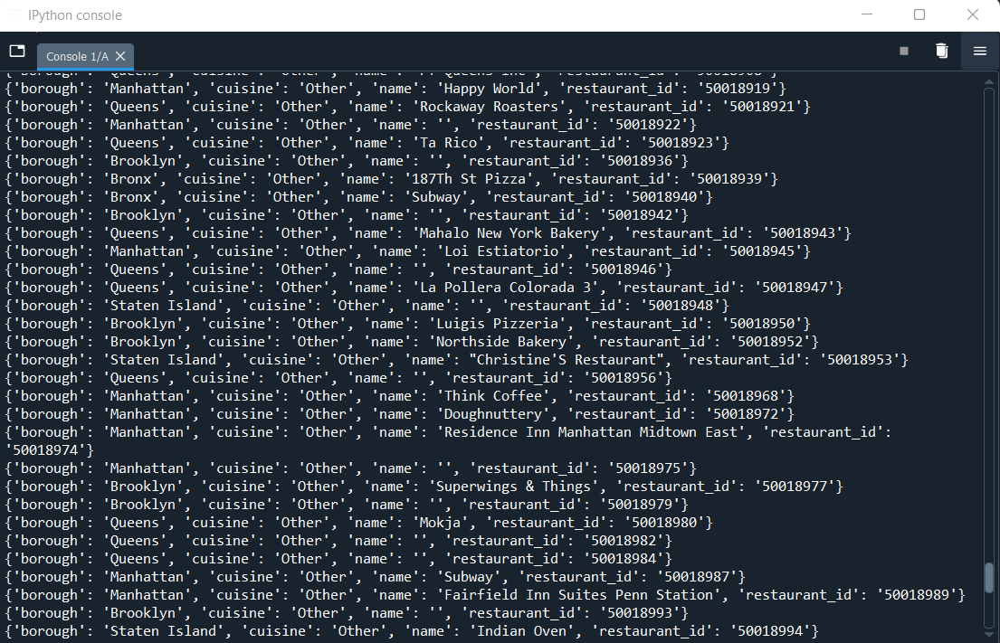 IPython console
Console 1/A
{'borough': 'Manhattan', 'cuisine': 'Other', 'name': 'Happy World', 'restaurant_id': '50018919'}
{'borough': 'Queens', 'cuisine': 'Other', 'name': 'Rockaway Roasters', 'restaurant_id': '50018921'}
{'borough': 'Manhattan', 'cuisine': 'Other', 'name': '', 'restaurant_id': '50018922'}
{'borough': 'Queens', 'cuisine': 'Other', 'name': 'Ta Rico', 'restaurant_id': '50018923'}
{'borough': 'Brooklyn', 'cuisine': 'Other', 'name': '', 'restaurant_id': '50018936'}
{'borough': 'Bronx', 'cuisine': 'Other', 'name': '187Th St Pizza', 'restaurant_id': '50018939'}
{'borough': 'Bronx', 'cuisine': 'Other', 'name': 'Subway', 'restaurant_id': '50018940'}
{'borough': 'Brooklyn', 'cuisine': 'Other', 'name': '', 'restaurant_id': '50018942'}
{'borough': 'Queens', 'cuisine': 'Other', 'name': 'Mahalo New York Bakery', 'restaurant_id': '50018943'}
{'borough': 'Manhattan', 'cuisine': 'Other', 'name': 'Loi Estiatorio', 'restaurant_id': '50018945'}
{'borough': 'Queens', 'cuisine': 'Other', 'name': '', 'restaurant_id': '50018946'}
{'borough': 'Queens', 'cuisine': 'Other', 'name': 'La Pollera Colorada 3', 'restaurant_id': '50018947'}
{'borough': 'Staten Island', 'cuisine': 'Other', 'name': '', 'restaurant_id': '50018948'}
{'borough': 'Brooklyn', 'cuisine': 'Other', 'name': 'Luigis Pizzeria', 'restaurant_id': '50018950'}
{'borough': 'Brooklyn', 'cuisine': 'Other', 'name': 'Northside Bakery', 'restaurant_id': '50018952'}
{'borough': 'Staten Island', 'cuisine': 'Other', 'name': "Christine'S Restaurant", 'restaurant_id': '50018953'}
{'borough': 'Queens', 'cuisine': 'Other', 'name': '', 'restaurant_id': '50018956'}
{'borough': 'Manhattan', 'cuisine': 'Other', 'name': 'Think Coffee', 'restaurant_id': '50018968'}
{'borough': 'Manhattan', 'cuisine': 'Other', 'name': 'Doughnuttery', 'restaurant_id': '50018972'}
{'borough': 'Manhattan', 'cuisine': 'Other', 'name': 'Residence Inn Manhattan Midtown East', 'restaurant_id':
'50018974'}
{'borough': 'Manhattan', 'cuisine': 'Other', 'name': '', 'restaurant_id': '50018975'}
{'borough': 'Brooklyn', 'cuisine': 'Other', 'name': 'Superwings & Things', 'restaurant_id': '50018977'}
{'borough': 'Brooklyn', 'cuisine': 'Other', 'name': '', 'restaurant_id': '50018979'}
{'borough': 'Queens', 'cuisine': 'Other', 'name': 'Mokja', 'restaurant_id': '50018980'}
{'borough': 'Queens', 'cuisine': 'Other', 'name': '', 'restaurant_id': '50018982'}
{'borough': 'Queens', 'cuisine': 'Other', 'name': '', 'restaurant_id': '50018984'}
{'borough': 'Manhattan', 'cuisine': 'Other', 'name': 'Subway', 'restaurant_id': '50018987'}
{'borough': 'Manhattan', 'cuisine': 'Other', 'name': 'Fairfield Inn Suites Penn Station', 'restaurant_id': '50018989'}
{'borough': 'Brooklyn', 'cuisine': 'Other', 'name': '', 'restaurant_id': '50018993'}
{'borough': 'Staten Island', 'cuisine': 'Other', 'name': 'Indian Oven', 'restaurant_id': '50018994'}